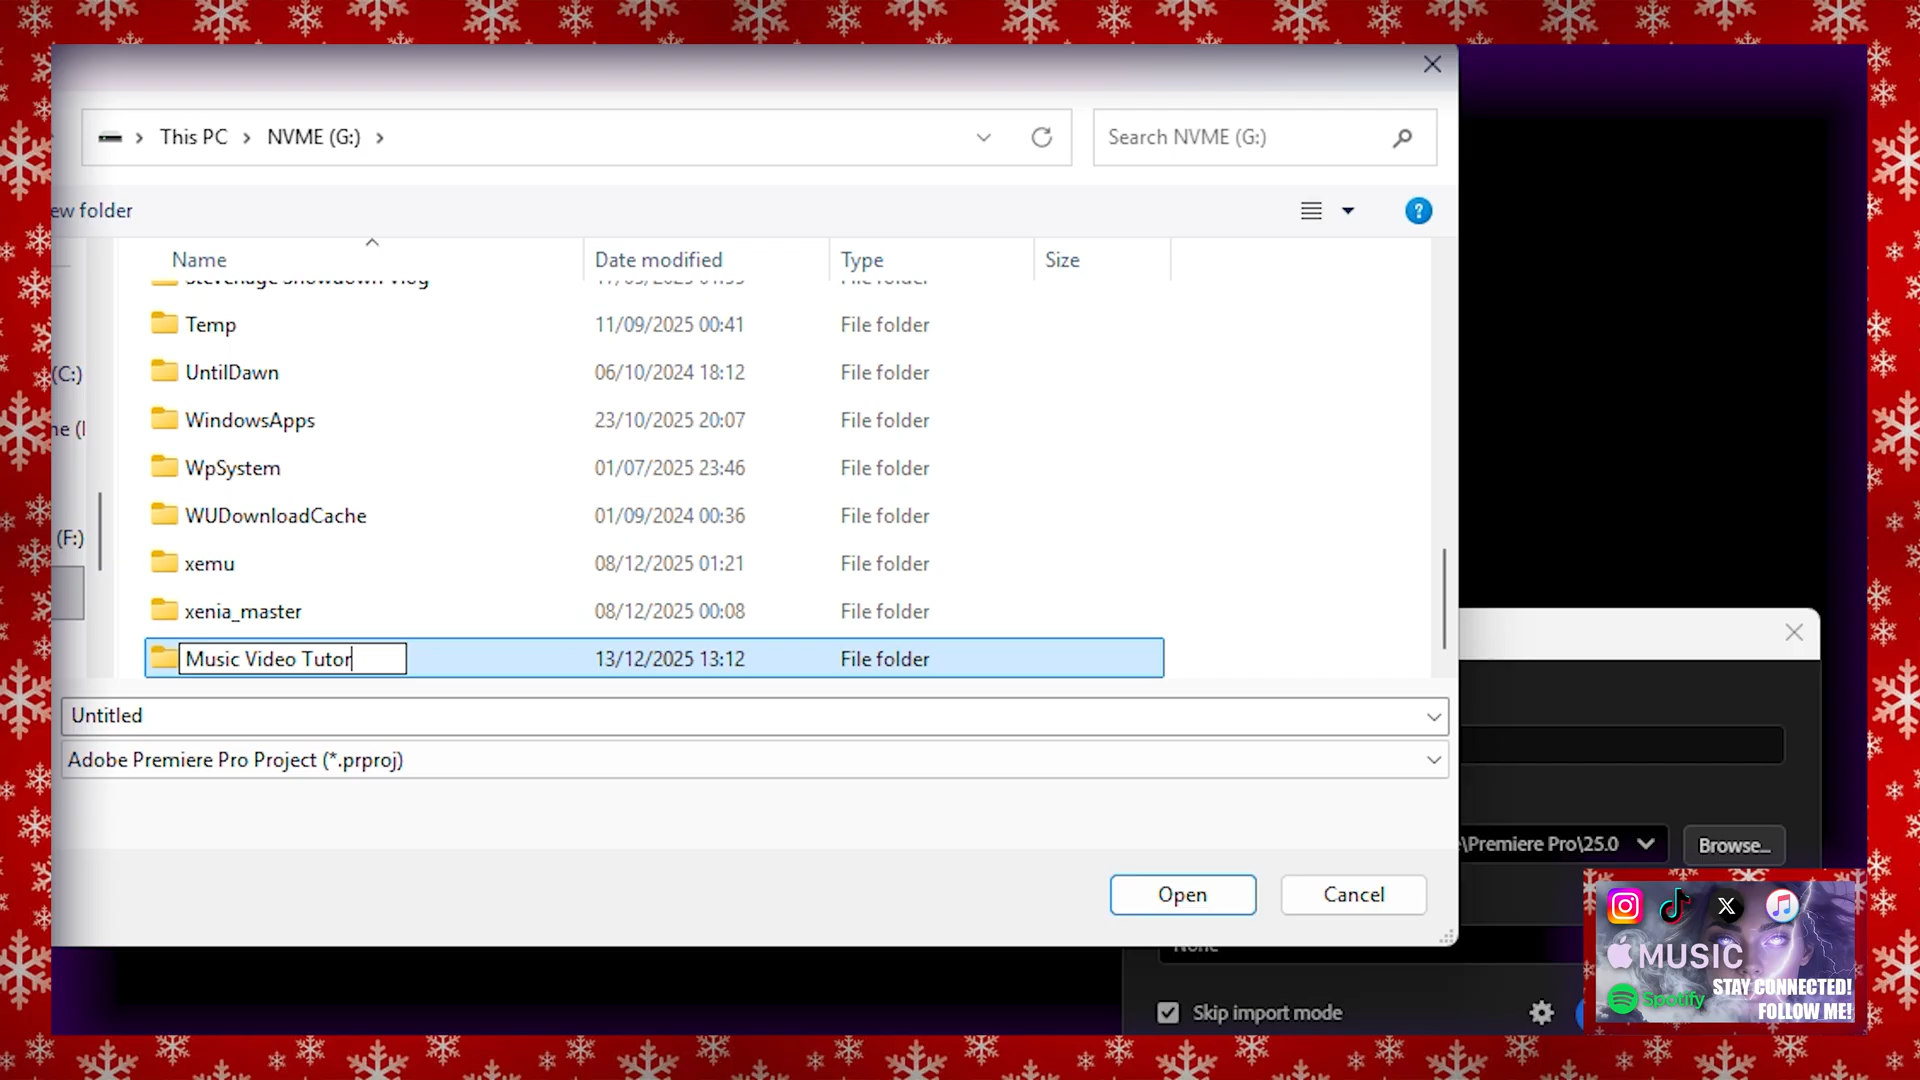 This PC
NVME (G:)
Search NVME (G:)
ew folder
Name
Date modified
Type
Size
Stevenage Showdown Vlog
Temp
11/09/2025 00:41
File folder
(C:)
UntilDawn
06/10/2024 18:12
File folder
WindowsApps
23/10/2025 20:07
File folder
WpSystem
01/07/2025 23:46
File folder
(F:)
WUDownloadCache
01/09/2024 00:36
File folder
xemu
08/12/2025 01:21
File folder
xenia_master
08/12/2025 00:08
File folder
Music Video Tutor
13/12/2025 13:12
File folder
Untitled
Adobe Premiere Pro Project (*.prproj)
\Premiere Pro\25.0
Browse...
Open
Cancel
None
Skip import mode
MUSIC
Spotify
STAY CONNECTED!
FOLLOW ME!